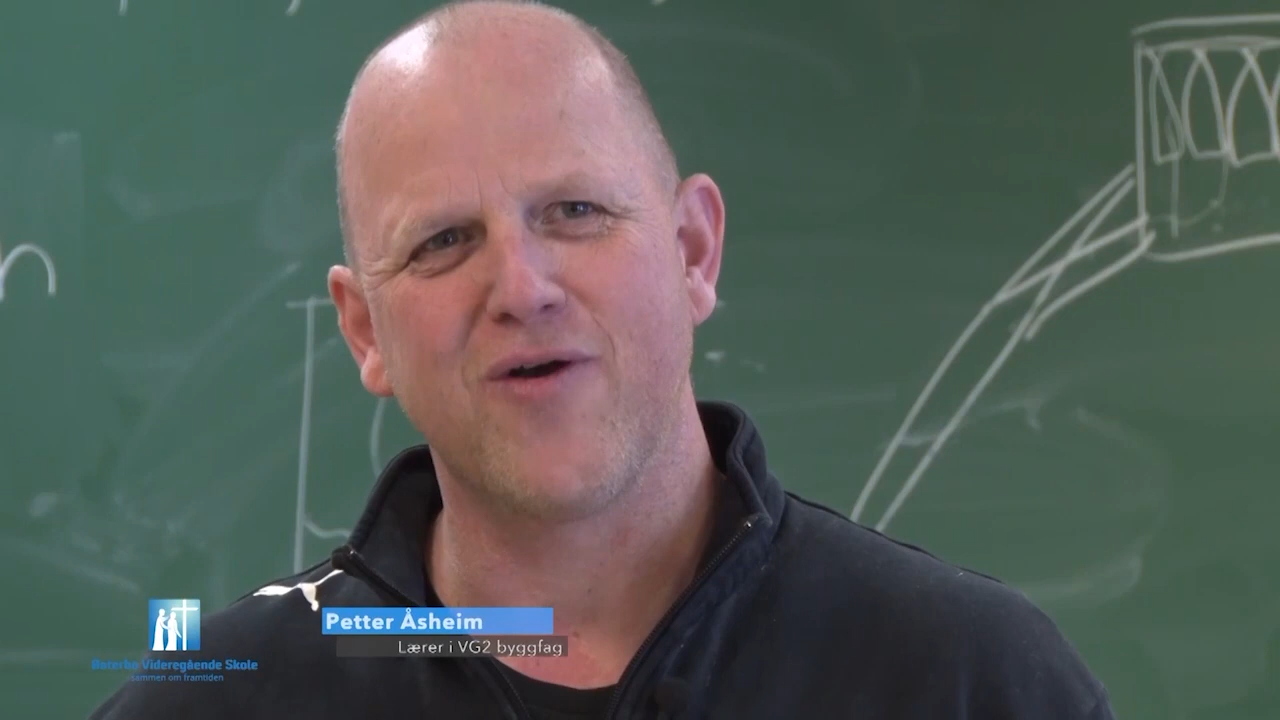 n
Petter Åsheim
Lærer i VG2 byggfag
Videregående Skole
sammen om framtiden